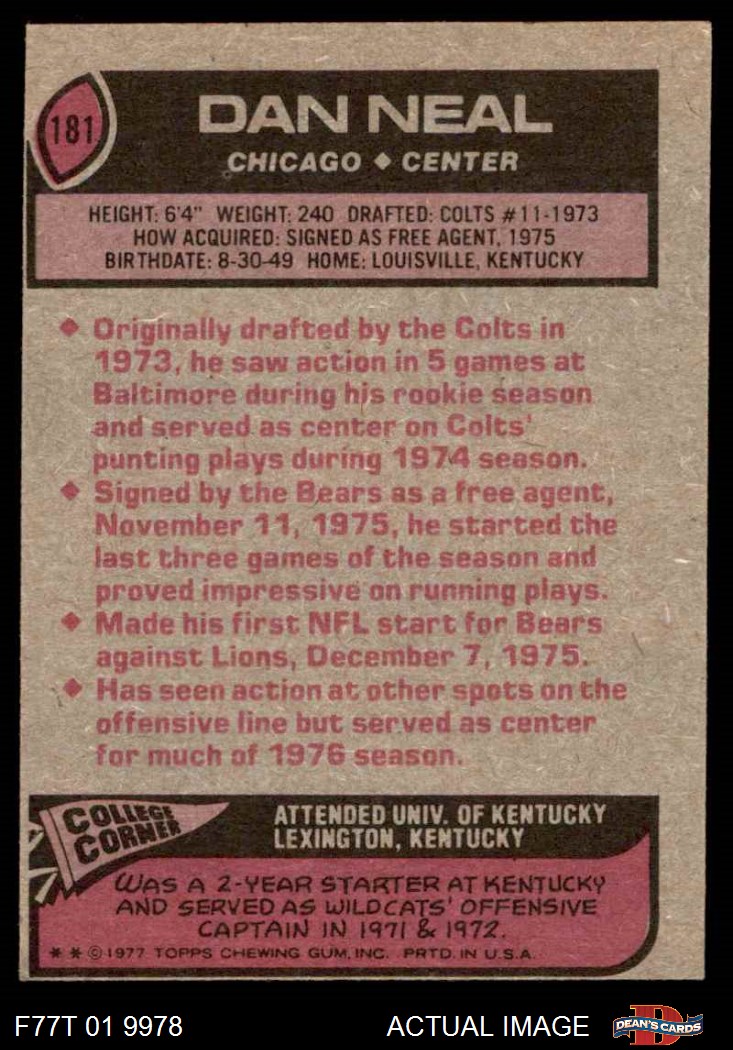 181
DAN NEAL
CHICAGO ◆ CENTER
HEIGHT: 6'4" WEIGHT: 240 DRAFTED: COLTS #11-1973
HOW ACQUIRED: SIGNED AS FREE AGENT, 1975
BIRTHDATE: 8-30-49 HOME: LOUISVILLE, KENTUCKY
◆ Originally drafted by the Colts in
1973, he saw action in 5 games at
Baltimore during his rookie season
and served as center on Colts'
punting plays during 1974 season.
◆ Signed by the Bears as a free agent,
November 11, 1975, he started the
last three games of the season and
proved impressive on running plays.
◆ Made his first NFL start for Bears
against Lions, December 7, 1975.
◆ Has seen action at other spots on the
offensive line but served as center
for much of 1976 season.
COLLEGE
CORNER
ATTENDED UNIV. OF KENTUCKY
LEXINGTON, KENTUCKY
WAS A 2-YEAR STARTER AT KENTUCKY
AND SERVED AS WILDCATS' OFFENSIVE
CAPTAIN IN 1971 & 1972.
* * © 1977 TOPPS CHEWING GUM, INC. PRTD. IN U.S.A.
F77T 01 9978 ACTUAL IMAGE
D
DEAN'S CARDS